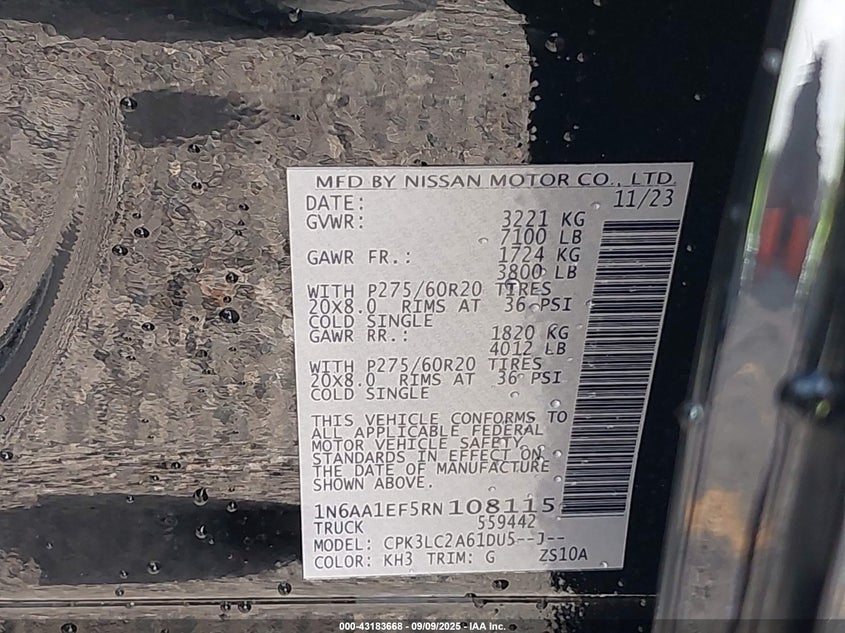 MFD BY NISSAN MOTOR CO., LTD.
DATE: 11/23
GVWR: 3221 KG
7100 LB
GAWR FR.: 1724 KG
3800 LB
WITH P275/60R20 TIRES
20X8.0 RIMS AT 36 PSI
COLD SINGLE
GAWR RR.: 1820 KG
4012 LB
WITH P275/60R20 TIRES
20X8.0 RIMS AT 36 PSI
COLD SINGLE
THIS VEHICLE CONFORMS TO
ALL APPLICABLE FEDERAL
MOTOR VEHICLE SAFETY
STANDARDS IN EFFECT ON
THE DATE OF MANUFACTURE
SHOWN ABOVE.
1N6AA1EF5RN108115
TRUCK 559442
MODEL: CPK3LC2A61DU5--J--
COLOR: KH3 TRIM: G ZS10A
000-43183668 - 09/09/2025 - IAA Inc.